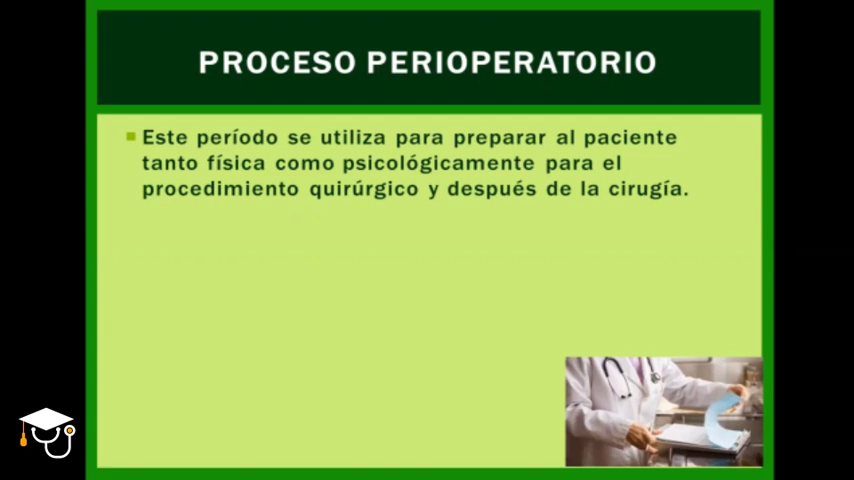 PROCESO PERIOPERATORIO
Este período se utiliza para preparar al paciente
tanto física como psicológicamente para el
procedimiento quirúrgico y después de la cirugía.